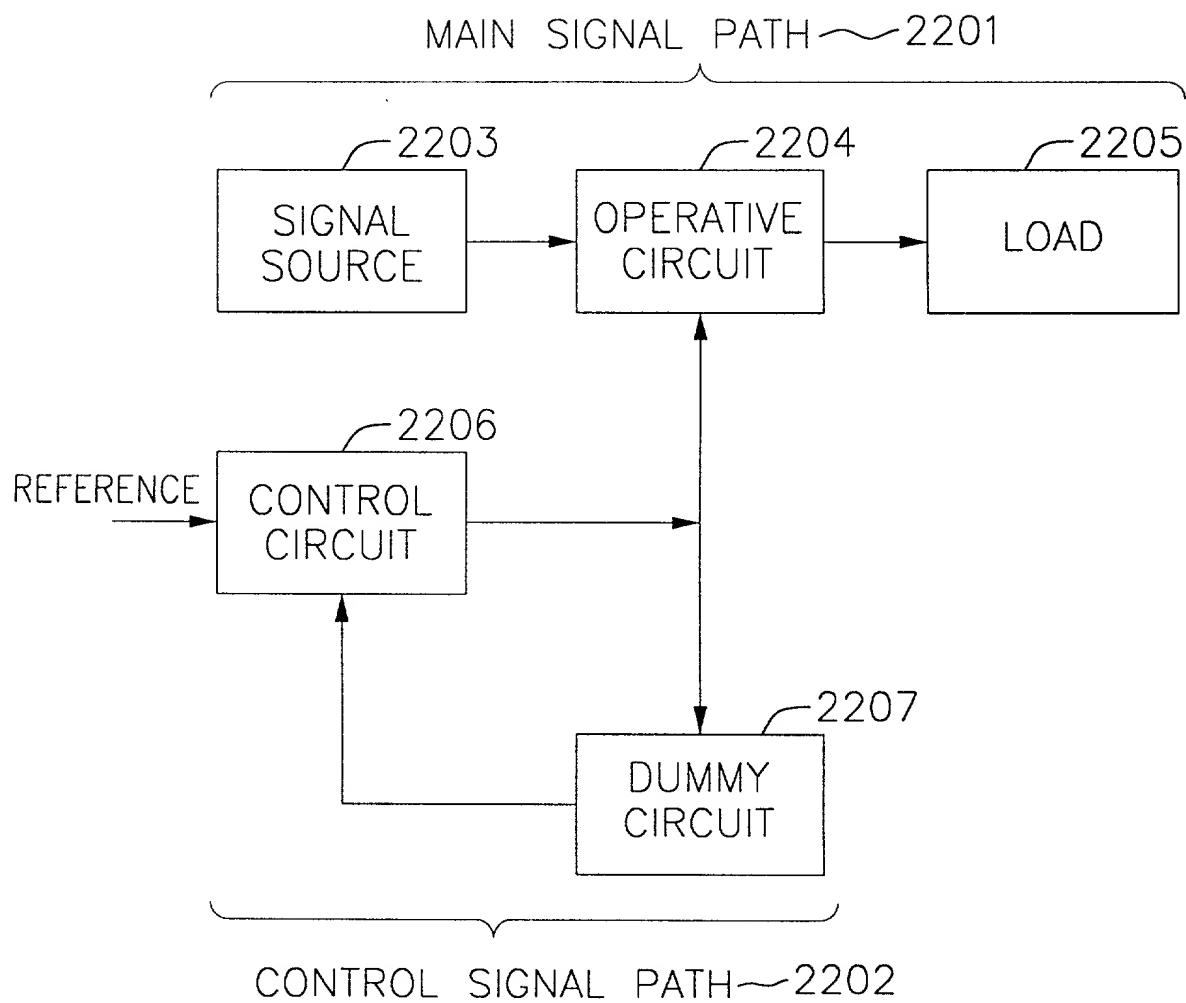 MAIN SIGNAL PATH 2201
2203
2204
2205
SIGNAL
SOURCE
OPERATIVE
CIRCUIT
LOAD
2206
REFERENCE
CONTROL
CIRCUIT
2207
DUMMY
CIRCUIT
CONTROL SIGNAL PATH 2202